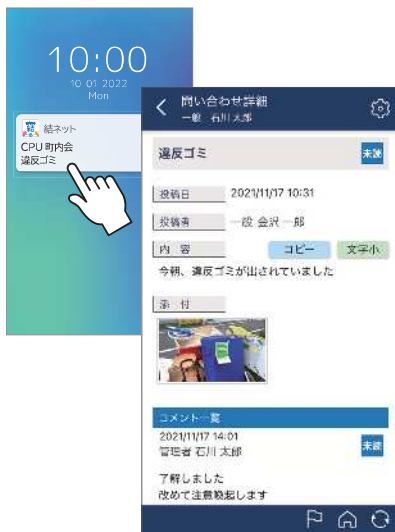 10:00
10 01 2022
Mon
結ネット
CPU 町内会
違反ゴミ
問い合わせ詳細
一般 石川 太郎
違反ゴミ
未読
投稿日 2021/11/17 10:31
投稿者 一般 会沢 一郎
内 容 コピー 文字小
今朝、違反ゴミが出されていました
添 付
コメント一覧
2021/11/17 14:01
管理者 石川 太郎
未読
了解しました
改めて注意喚起します